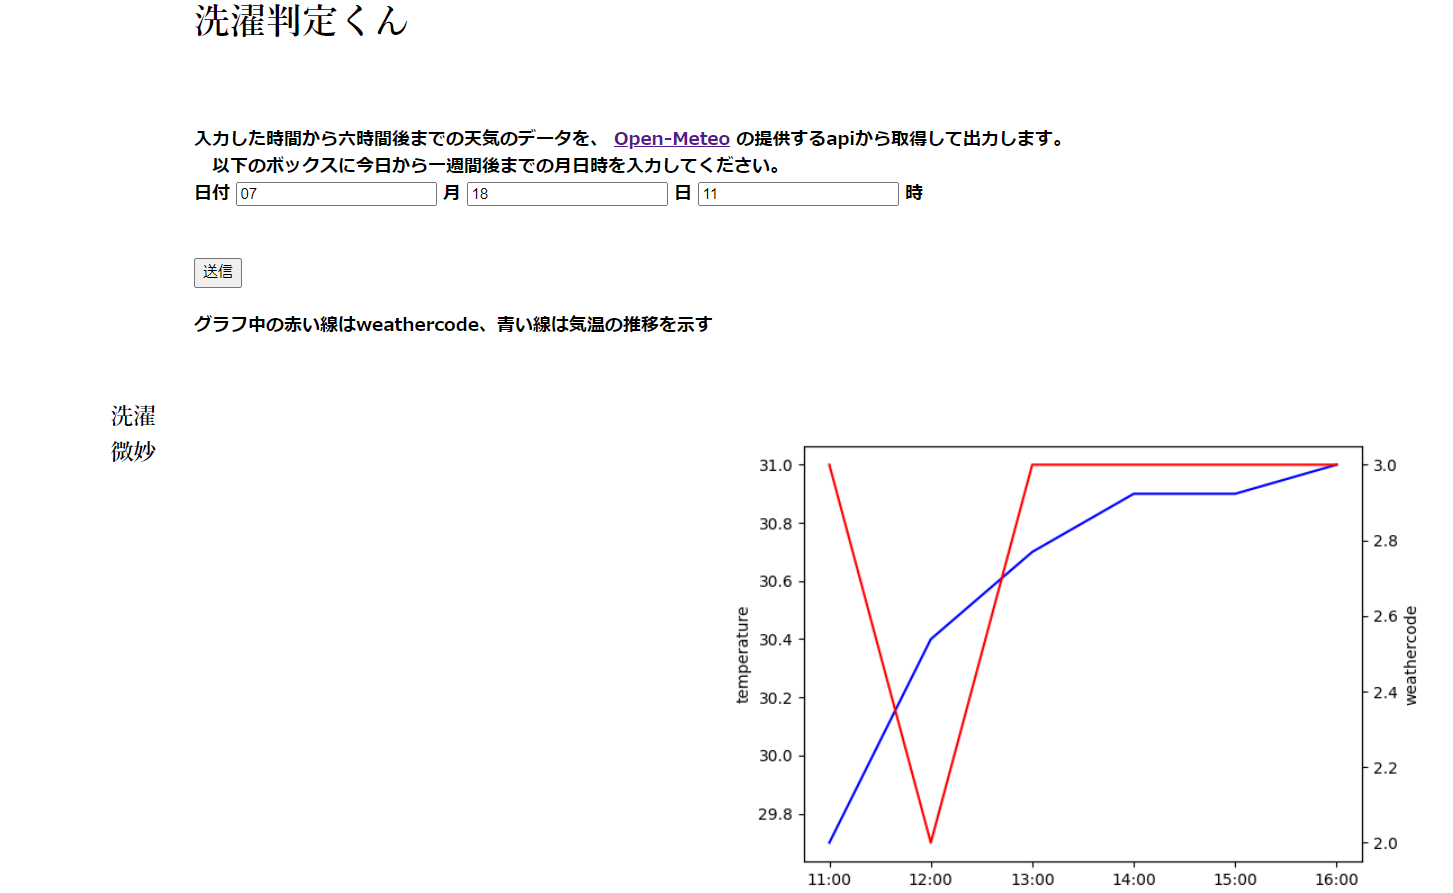 洗濯判定くん
入力した時間から六時間後までの天気のデータを、 Open-Meteo の提供するapiから取得して出力します。
以下のボックスに今日から一週間後までの月日時を入力してください。
日付 07 月 18 日 11 時
送信
グラフ中の赤い線はweathercode、青い線は気温の推移を示す
洗濯
微妙
31.0
30.8
30.6
30.4
30.2
30.0
29.8
temperature
3.0
2.8
2.6
2.4
2.2
2.0
weathercode
11:00 12:00 13:00 14:00 15:00 16:00